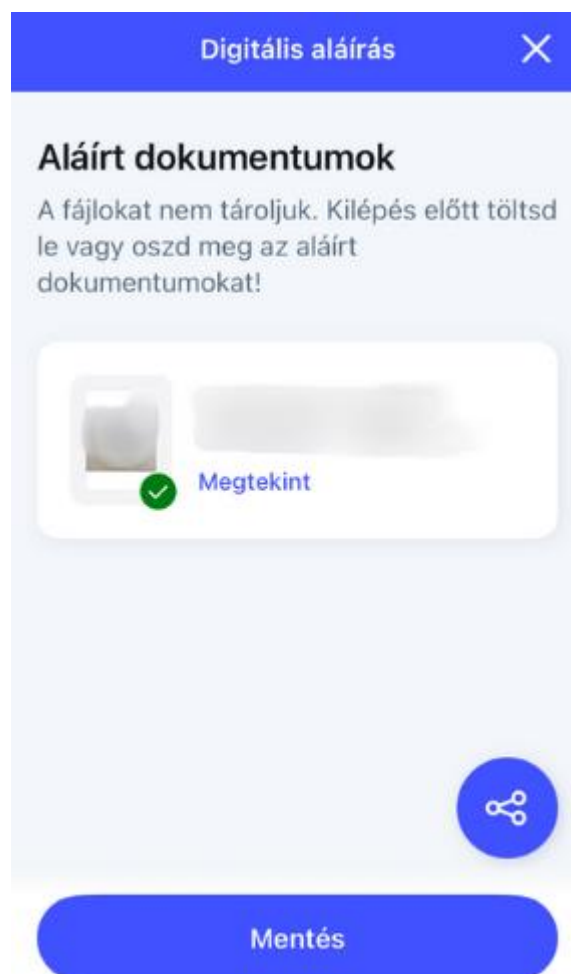 Digitális aláírás
Aláírt dokumentumok
A fájlokat nem tároljuk. Kilépés előtt töltsd
le vagy oszd meg az aláírt
dokumentumokat!
Megtekint
Mentés